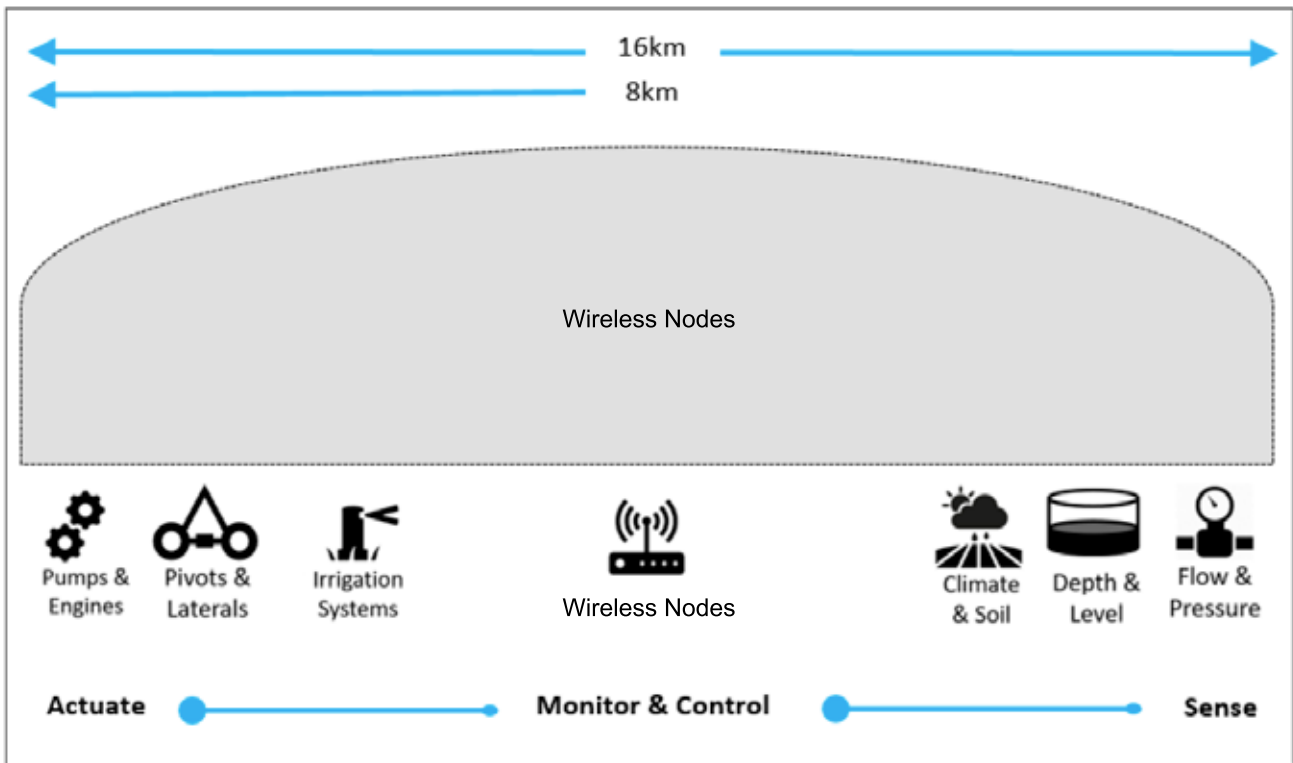 16km
8km
Wireless Nodes
Pumps &
Engines
Pivots &
Laterals
Irrigation
Systems
Wireless Nodes
Climate
& Soil
Depth &
Level
Flow &
Pressure
Actuate
Monitor & Control
Sense